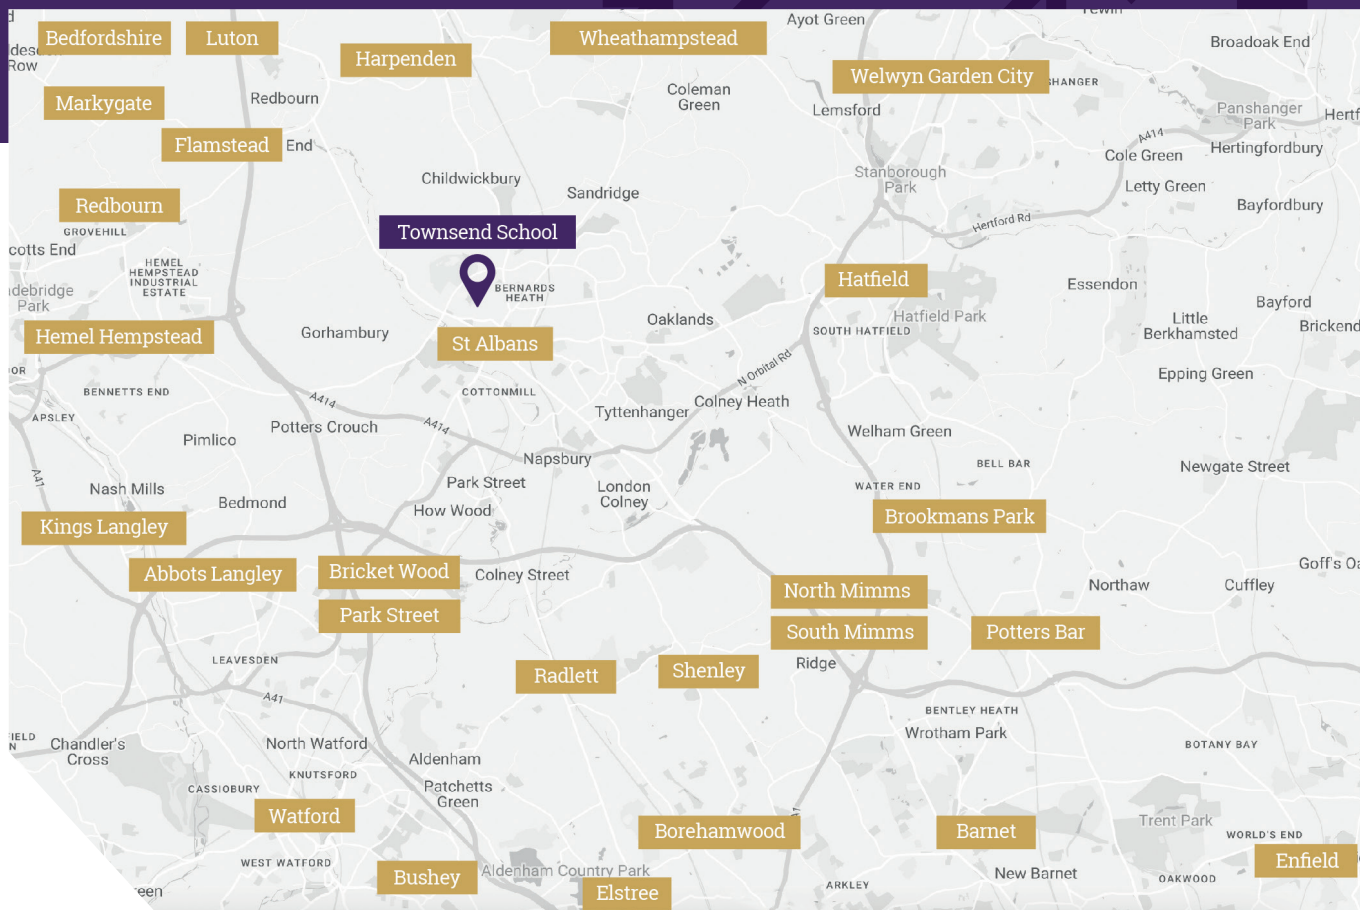 Ayot Green
Bedfordshire
Luton
Wheathampstead
Broadoak End
Row
Harpenden
Welwyn Garden City
Coleman
Green
Redbourn
Markygate
Lemsford
Panshanger
Park
A414
Flamstead
End
Cole Green
Hertingfordbury
Childwickbury
Sandridge
Stanborough
Park
Letty Green
Redbourn
Bayfordbury
GROVEHILL
Townsend School
Hertford Rd
HEMEL
HEMPSTEAD
INDUSTRIAL
ESTATE
Park
BERNARDS
HEATH
Hatfield
Essendon
Bayford
Gorhambury
Oaklands
SOUTH HATFIELD
Hatfield Park
Little
Berkhamsted
Hemel Hempstead
St Albans
N Orbital Rd
Epping Green
BENNETTS END
COTTONMILL
A414
Colney Heath
APSLEY
Tyttenhanger
Potters Crouch
A414
Welham Green
Pimlico
Napsbury
BELL BAR
Newgate Street
A41
Nash Mills
Park Street
London
Colney
WATER END
Bedmond
How Wood
Kings Langley
Brookmans Park
Abbots Langley
Bricket Wood
Colney Street
North Mimms
Northaw
Cuffley
Park Street
South Mimms
Potters Bar
LEAVESDEN
Radlett
Shenley
Ridge
A41
BENTLEY HEATH
Wrotham Park
Chandler's
Cross
North Watford
Aldenham
BOTANY BAY
KNUTSFORD
CASSIOBURY
Patchetts
Green
Watford
Borehamwood
Barnet
Trent Park
WORLD'S END
WEST WATFORD
Bushey
Aldenham Country Park
Elstree
ARKLEY
New Barnet
OAKWOOD
Enfield